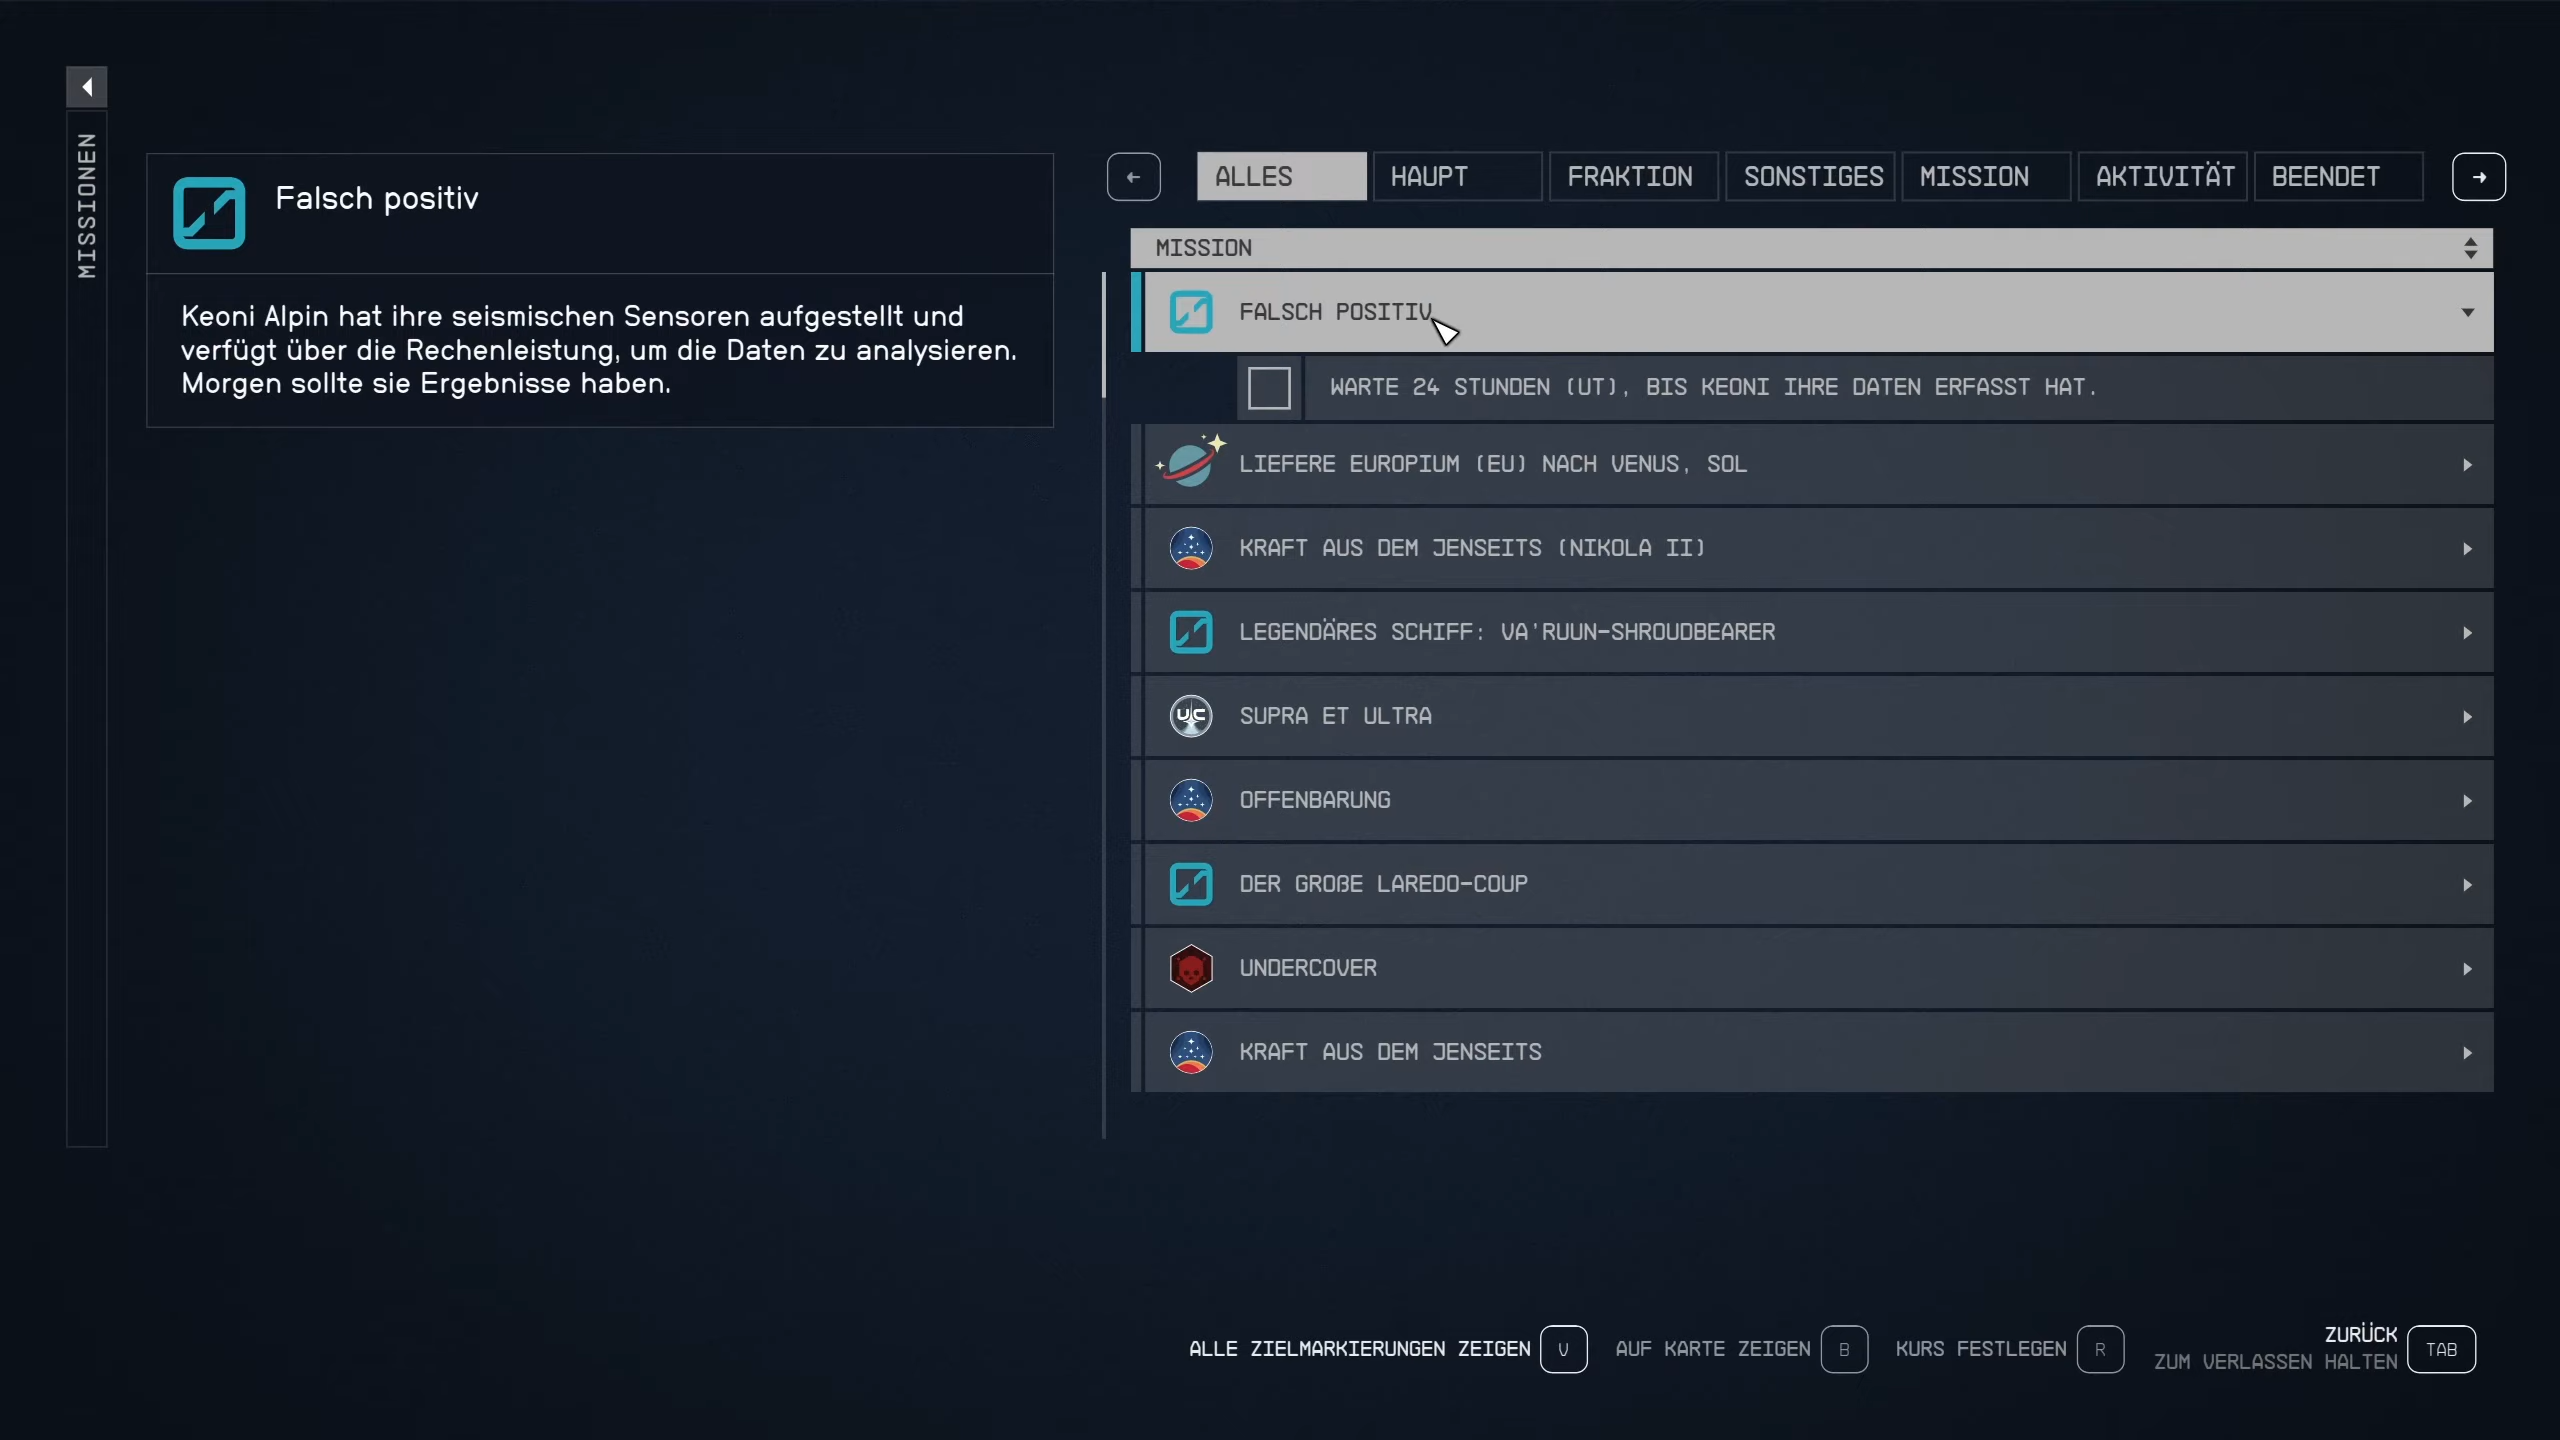 MISSIONEN
Falsch positiv
Keoni Alpin hat ihre seismischen Sensoren aufgestellt und
verfügt über die Rechenleistung, um die Daten zu analysieren.
Morgen sollte sie Ergebnisse haben.
← ALLES HAUPT FRAKTION SONSTIGES MISSION AKTIVITÄT BEENDET →
MISSION
FALSCH POSITIV
WARTE 24 STUNDEN (UT), BIS KEONI IHRE DATEN ERFASST HAT.
LIEFERE EUROPIUM (EU) NACH VENUS, SOL
KRAFT AUS DEM JENSEITS (NIKOLA II)
LEGENDÄRES SCHIFF: VA'RUUN-SHROUDBEARER
UC SUPRA ET ULTRA
OFFENBARUNG
DER GROßE LAREDO-COUP
UNDERCOVER
KRAFT AUS DEM JENSEITS
ALLE ZIELMARKIERUNGEN ZEIGEN V AUF KARTE ZEIGEN B KURS FESTLEGEN R ZURÜCK TAB
ZUM VERLASSEN HALTEN